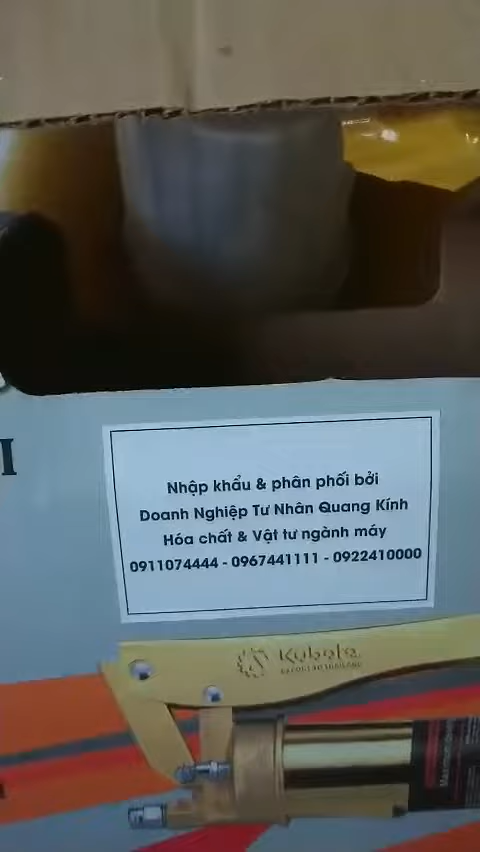 I
Nhập khẩu & phân phối bởi
Doanh Nghiệp Tư Nhân Quang Kính
Hóa chất & Vật tư ngành máy
0911074444 - 0967441111 - 0922410000
Kubota